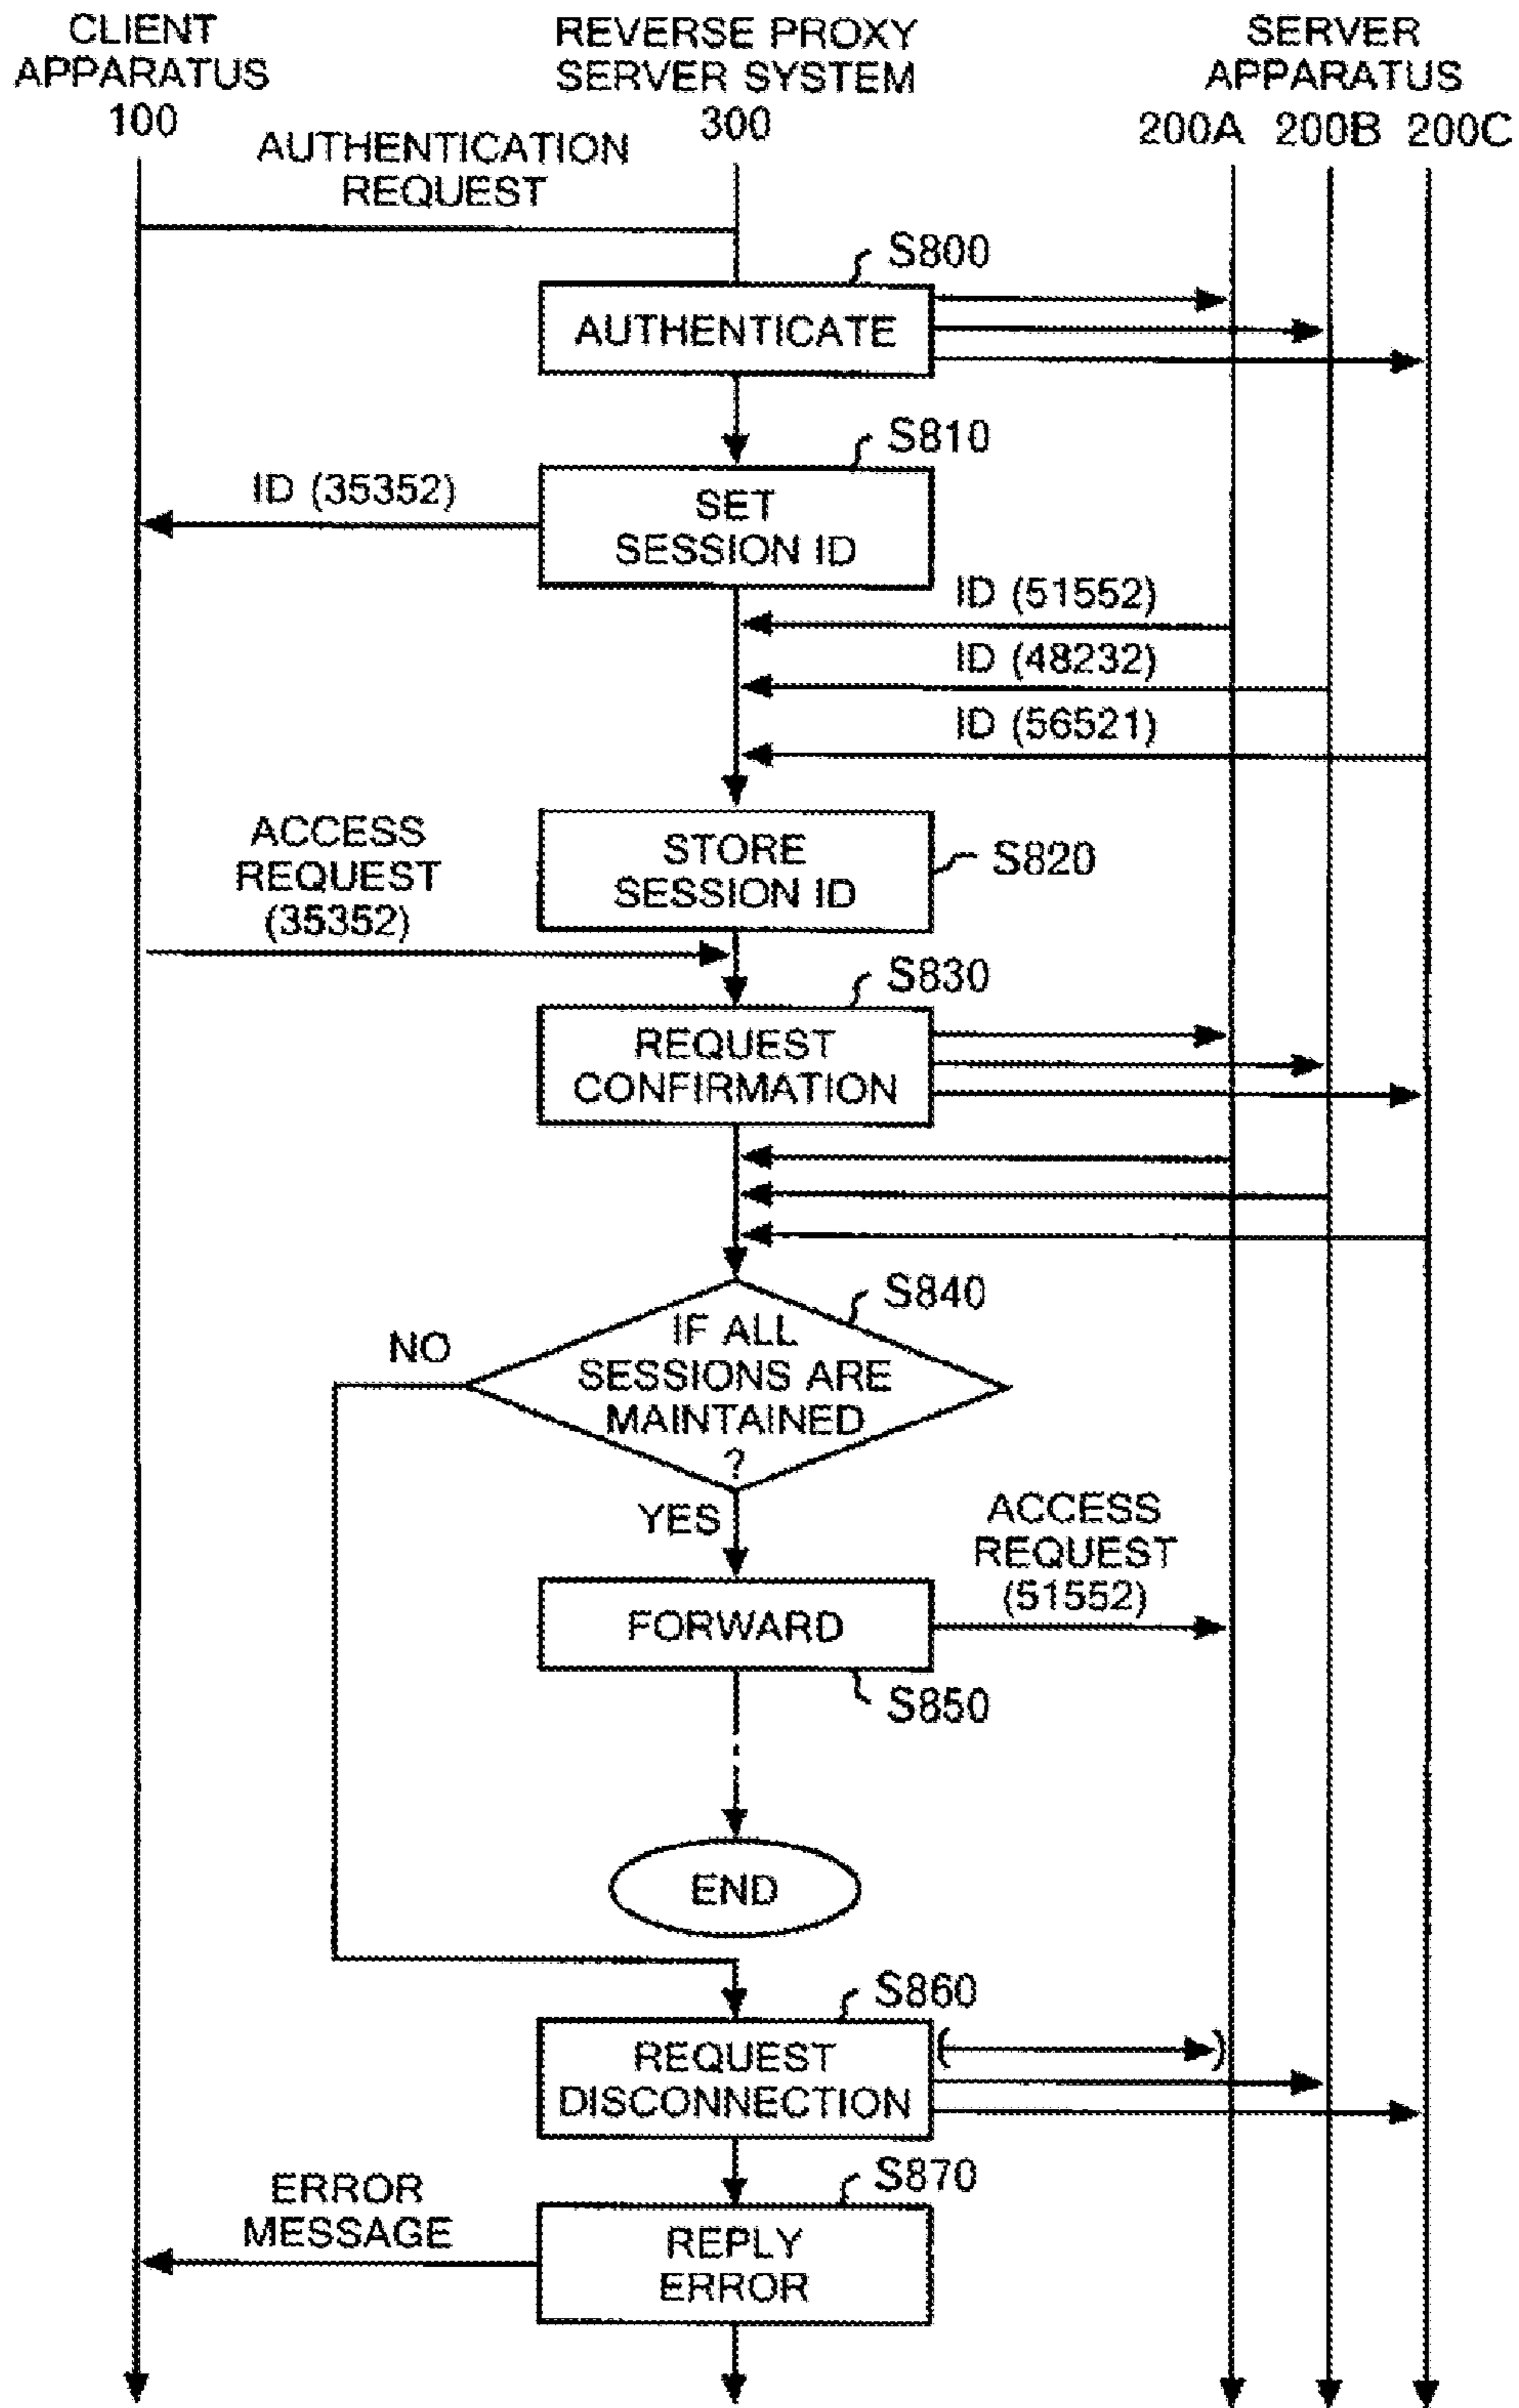 CLIENT
APPARATUS
100
REVERSE PROXY
SERVER SYSTEM
300
SERVER
APPARATUS
200A 200B 200C
AUTHENTICATION
REQUEST
S800
AUTHENTICATE
S810
ID (35352)
SET
SESSION ID
ID (51552)
ID (48232)
ID (56521)
ACCESS
REQUEST
(35352)
STORE
SESSION ID
S820
S830
REQUEST
CONFIRMATION
S840
NO
IF ALL
SESSIONS ARE
MAINTAINED
?
YES
ACCESS
REQUEST
(51552)
FORWARD
S850
END
S860
REQUEST
DISCONNECTION
( )
S870
ERROR
MESSAGE
REPLY
ERROR